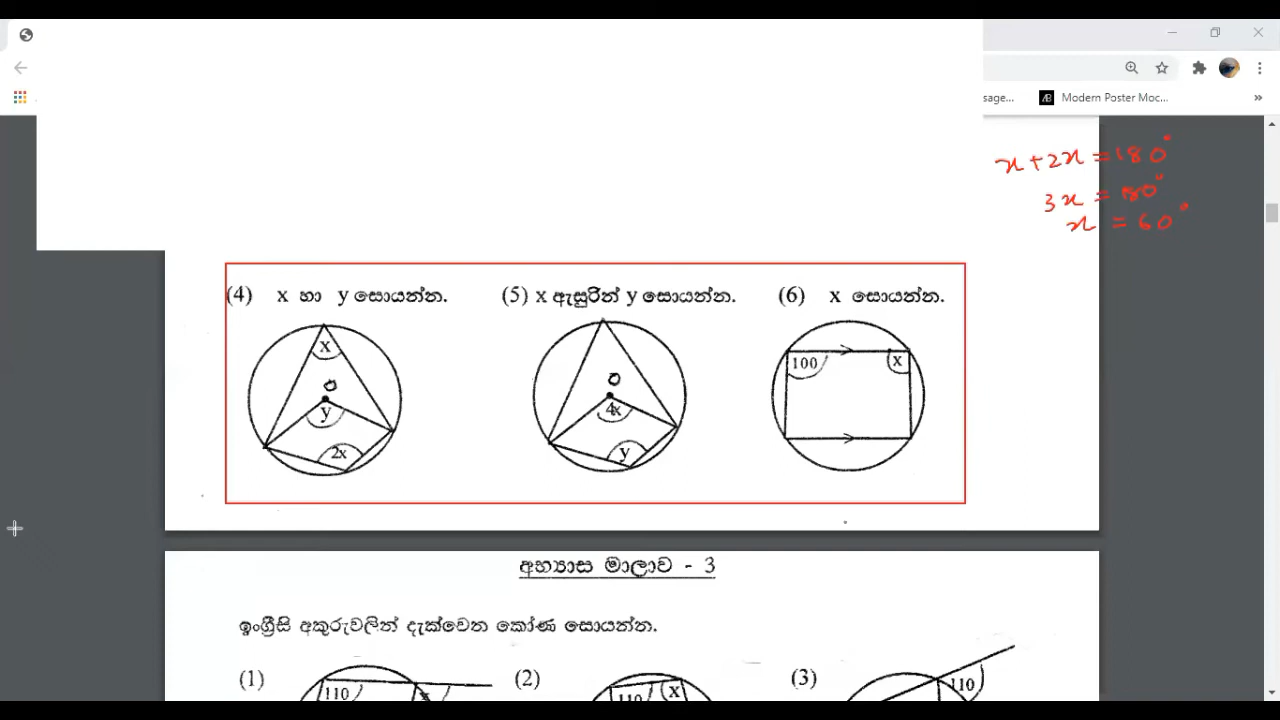 sage...
Modern Poster Moc...
»
x+2x = 180°
3x = 180°
x = 60°
(4) x හා y සොයන්න.
(5) x ඇසුරින් y සොයන්න.
(6) x සොයන්න.
x
O
y
2x
O
4x
y
100
x
අභ්‍යාස මාලාව - 3
ඉංග්‍රීසි අකුරුවලින් දැක්වෙන කෝණ සොයන්න.
(1)
110
x
(2)
110
x
(3)
110